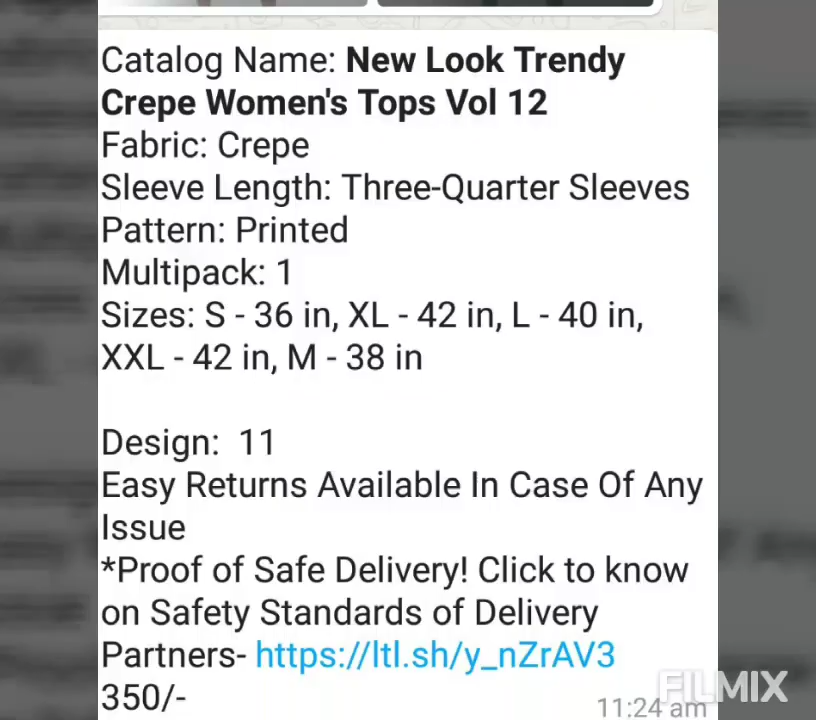 Catalog Name: New Look Trendy
Crepe Women's Tops Vol 12
Fabric: Crepe
Sleeve Length: Three-Quarter Sleeves
Pattern: Printed
Multipack: 1
Sizes: S - 36 in, XL - 42 in, L - 40 in,
XXL - 42 in, M - 38 in
Design:  11
Easy Returns Available In Case Of Any
Issue
*Proof of Safe Delivery! Click to know
on Safety Standards of Delivery
Partners- https://ltl.sh/y_nZrAV3
350/-
11:24 am
FILMIX